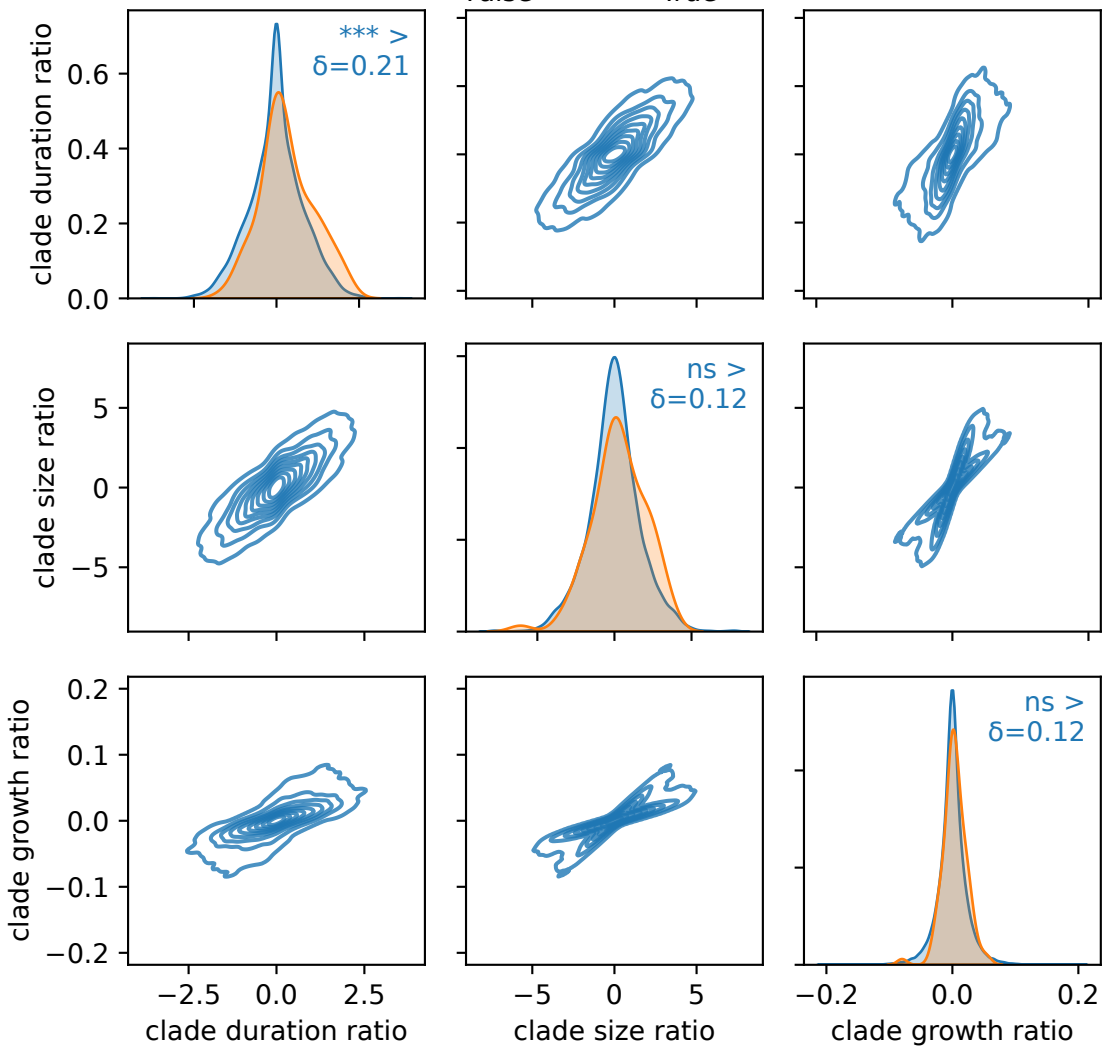 clade duration ratio
0.6
0.4
0.2
0.0
*** >
δ=0.21
clade size ratio
5
0
−5
ns >
δ=0.12
clade growth ratio
0.2
0.1
0.0
−0.1
−0.2
ns >
δ=0.12
−2.5
0.0
2.5
−5
0
5
−0.2
0.0
0.2
clade duration ratio
clade size ratio
clade growth ratio